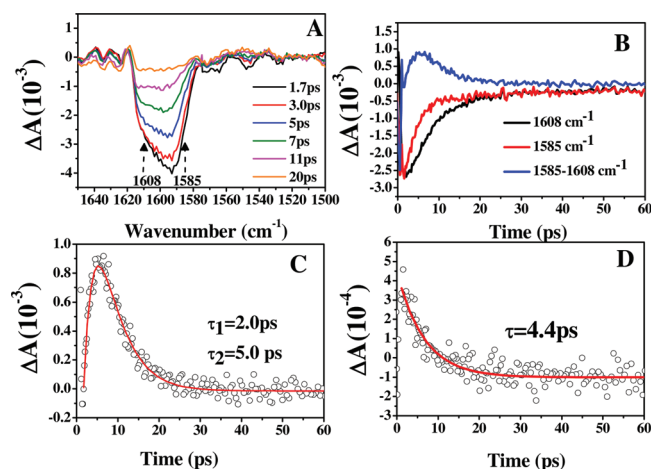 A
ΔA(10⁻³)
0
-1
-2
-3
-4
1.7ps
3.0ps
5ps
7ps
11ps
20ps
1608
1585
1640 1620 1600 1580 1560 1540 1520 1500
Wavenumber (cm⁻¹)
B
ΔA(10⁻³)
1.0
0.5
0.0
-0.5
-1.0
-1.5
-2.0
-2.5
-3.0
1608 cm⁻¹
1585 cm⁻¹
1585-1608 cm⁻¹
0 10 20 30 40 50 60
Time (ps)
C
ΔA(10⁻³)
1.0
0.8
0.6
0.4
0.2
0.0
-0.2
τ1=2.0ps
τ2=5.0 ps
0 10 20 30 40 50 60
Time (ps)
D
ΔA(10⁻⁴)
6
5
4
3
2
1
0
-1
-2
-3
τ=4.4ps
0 10 20 30 40 50 60
Time (ps)